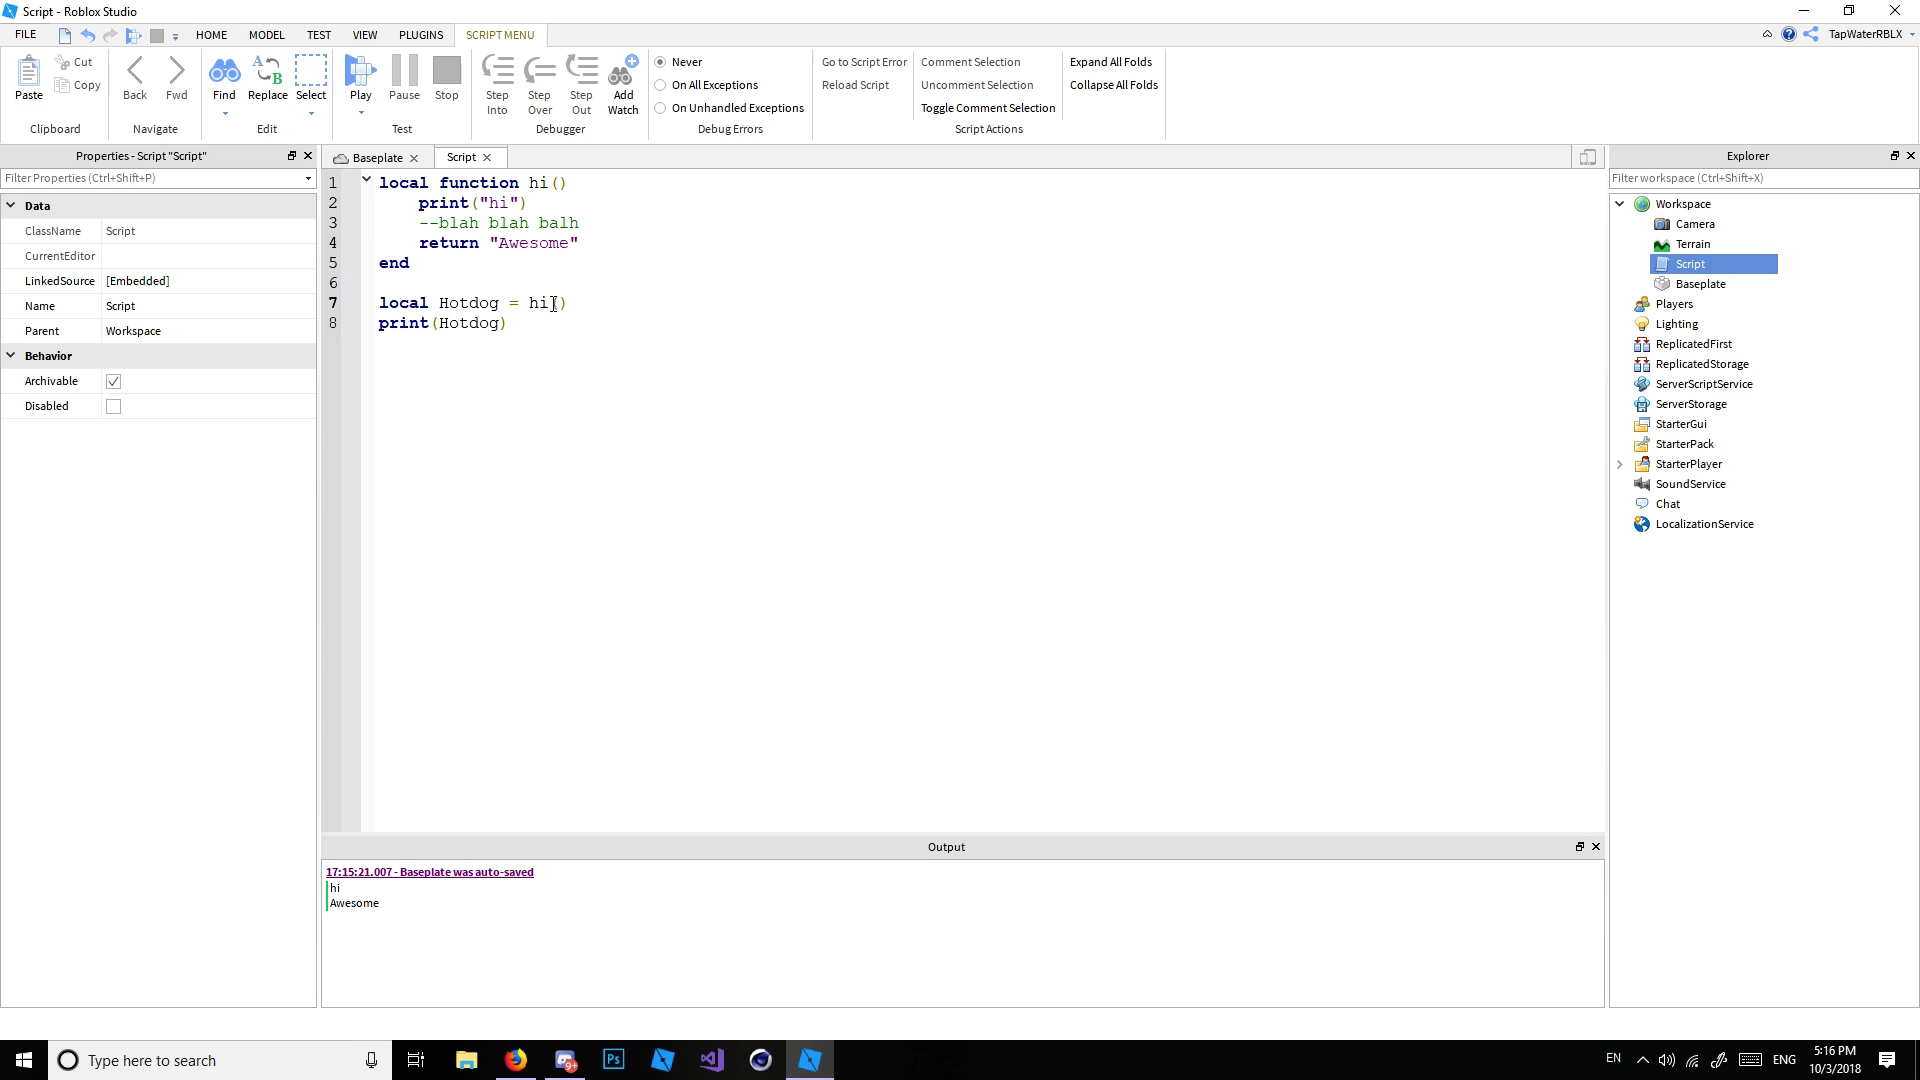 Script - Roblox Studio
FILE HOME MODEL TEST VIEW PLUGINS SCRIPT MENU TapWaterRBLX
Paste Cut Copy Clipboard
Back Fwd Navigate
Find Replace Select Edit
Play Pause Stop Test
Step Into Step Over Step Out Add Watch Debugger
Never
On All Exceptions
On Unhandled Exceptions
Debug Errors
Go to Script Error
Reload Script
Comment Selection
Uncomment Selection
Toggle Comment Selection
Expand All Folds
Collapse All Folds
Script Actions
Properties - Script "Script"
Filter Properties (Ctrl+Shift+P)
Data
ClassName Script
CurrentEditor
LinkedSource [Embedded]
Name Script
Parent Workspace
Behavior
Archivable
Disabled
Baseplate Script
1 local function hi()
2 print("hi")
3 --blah blah balh
4 return "Awesome"
5 end
6
7 local Hotdog = hi()
8 print(Hotdog)
Output
17:15:21.007 - Baseplate was auto-saved
hi
Awesome
Explorer
Filter workspace (Ctrl+Shift+X)
Workspace
Camera
Terrain
Script
Baseplate
Players
Lighting
ReplicatedFirst
ReplicatedStorage
ServerScriptService
ServerStorage
StarterGui
StarterPack
StarterPlayer
SoundService
Chat
LocalizationService
Type here to search
Ps
EN ENG
5:16 PM
10/3/2018